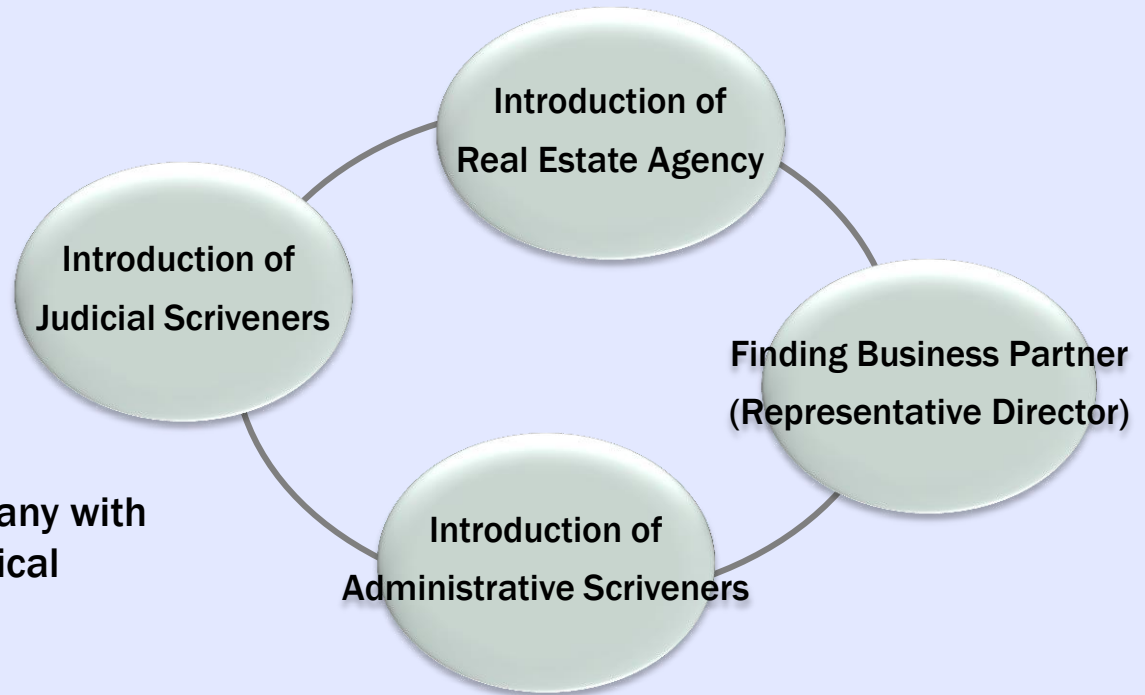 Introduction of
Real Estate Agency
Introduction of
Judicial Scriveners
Finding Business Partner
(Representative Director)
any with
ical
Introduction of
Administrative Scriveners